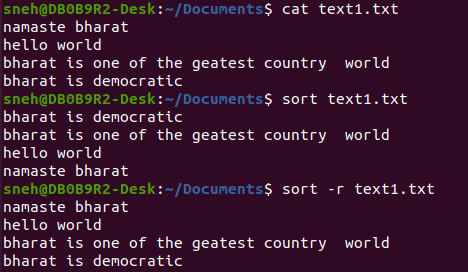 sneh@DB0B9R2-Desk:~/Documents$ cat text1.txt
namaste bharat
hello world
bharat is one of the geatest country  world
bharat is democratic
sneh@DB0B9R2-Desk:~/Documents$ sort text1.txt
bharat is democratic
bharat is one of the geatest country  world
hello world
namaste bharat
sneh@DB0B9R2-Desk:~/Documents$ sort -r text1.txt
namaste bharat
hello world
bharat is one of the geatest country  world
bharat is democratic